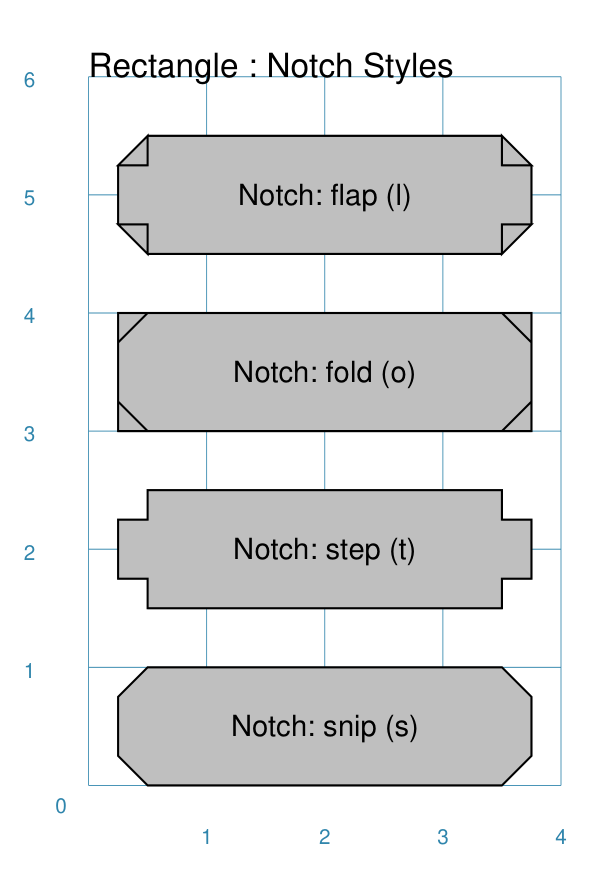 Rectangle : Notch Styles
6
Notch: flap (l)
5
4
Notch: fold (o)
3
Notch: step (t)
2
1
Notch: snip (s)
0
1 2 3 4